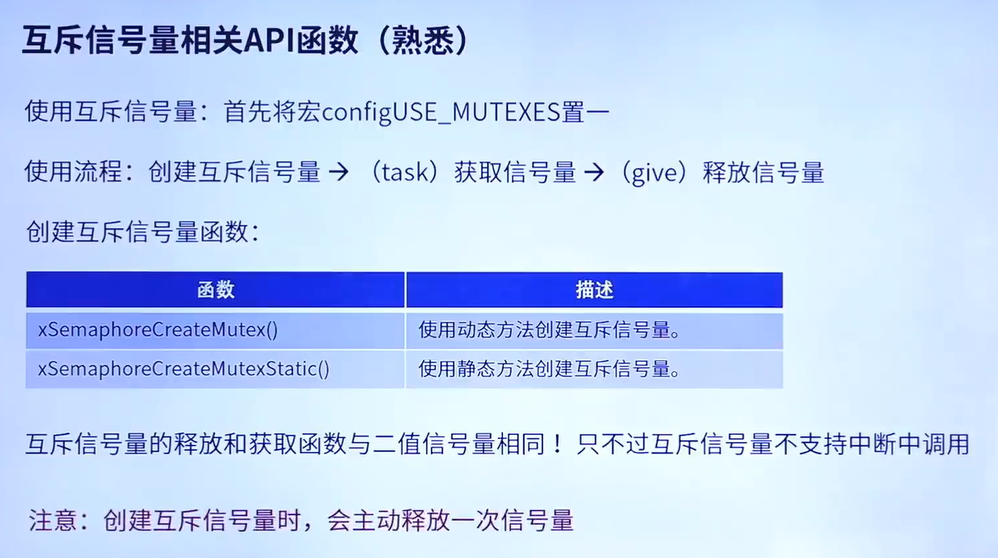 互斥信号量相关API函数（熟悉）
使用互斥信号量：首先将宏configUSE_MUTEXES置一
使用流程：创建互斥信号量 → （task）获取信号量 →（give）释放信号量
创建互斥信号量函数：
函数 描述
xSemaphoreCreateMutex() 使用动态方法创建互斥信号量。
xSemaphoreCreateMutexStatic() 使用静态方法创建互斥信号量。
互斥信号量的释放和获取函数与二值信号量相同！只不过互斥信号量不支持中断中调用
注意：创建互斥信号量时，会主动释放一次信号量